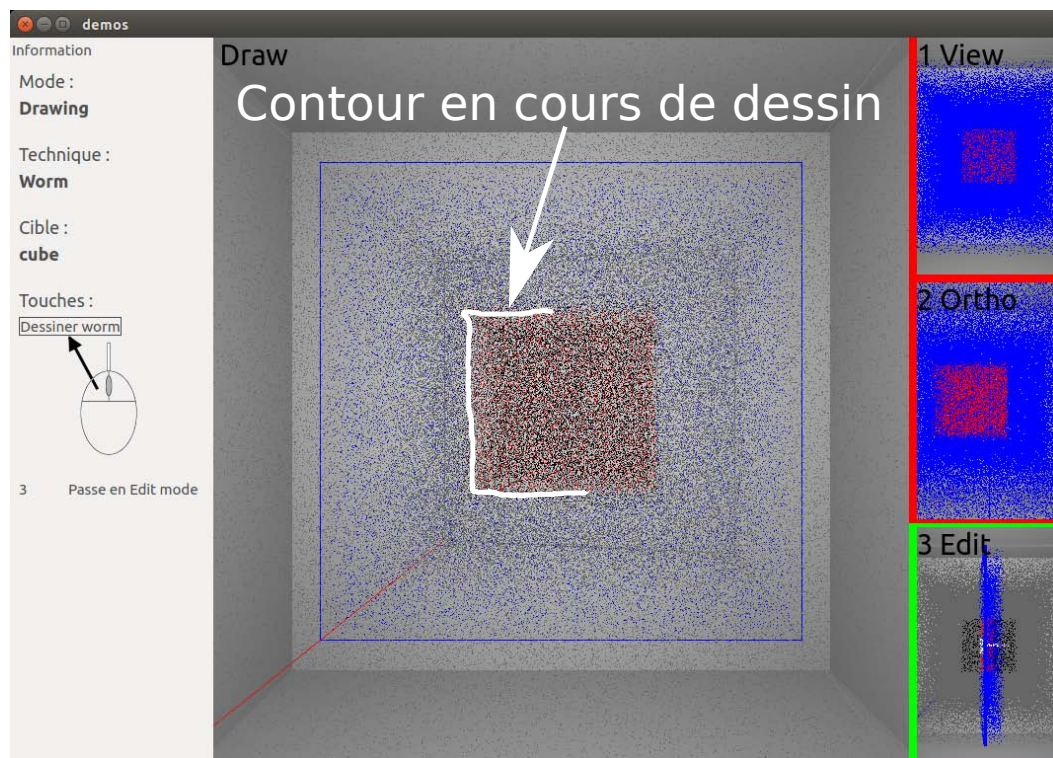 demos
Information
Mode :
Drawing
Technique :
Worm
Cible :
cube
Touches :
Dessiner worm
3 Passe en Edit mode
Draw
Contour en cours de dessin
1 View
2 Ortho
3 Edit